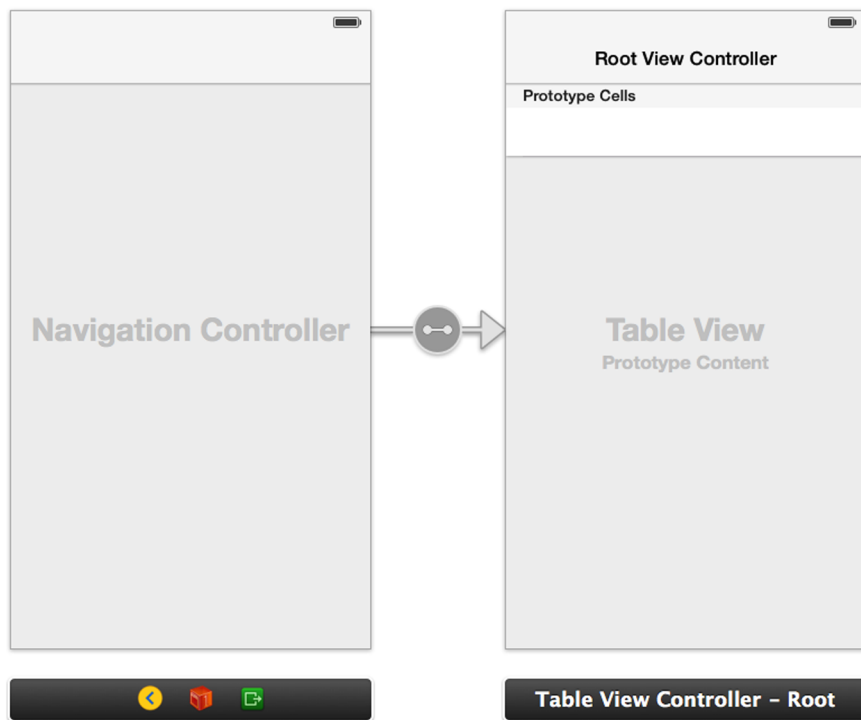 Root View Controller
Prototype Cells
Navigation Controller
Table View
Prototype Content
Table View Controller – Root